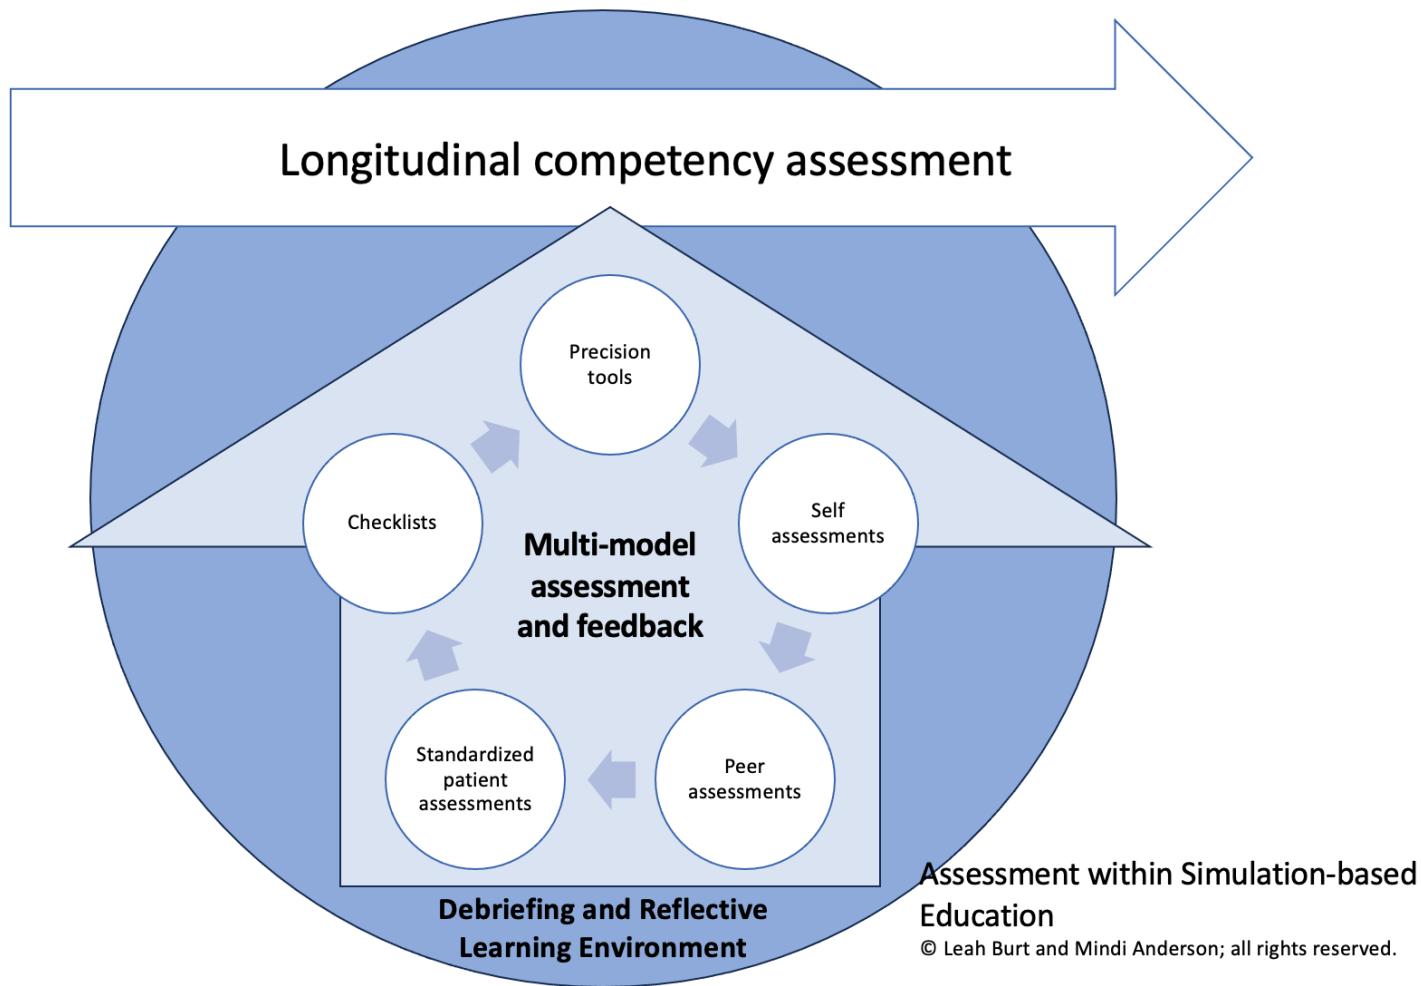 Longitudinal competency assessment
Precision
tools
Checklists
Self
assessments
Multi-model
assessment
and feedback
Standardized
patient
assessments
Peer
assessments
Debriefing and Reflective
Learning Environment
Assessment within Simulation-based
Education
© Leah Burt and Mindi Anderson; all rights reserved.